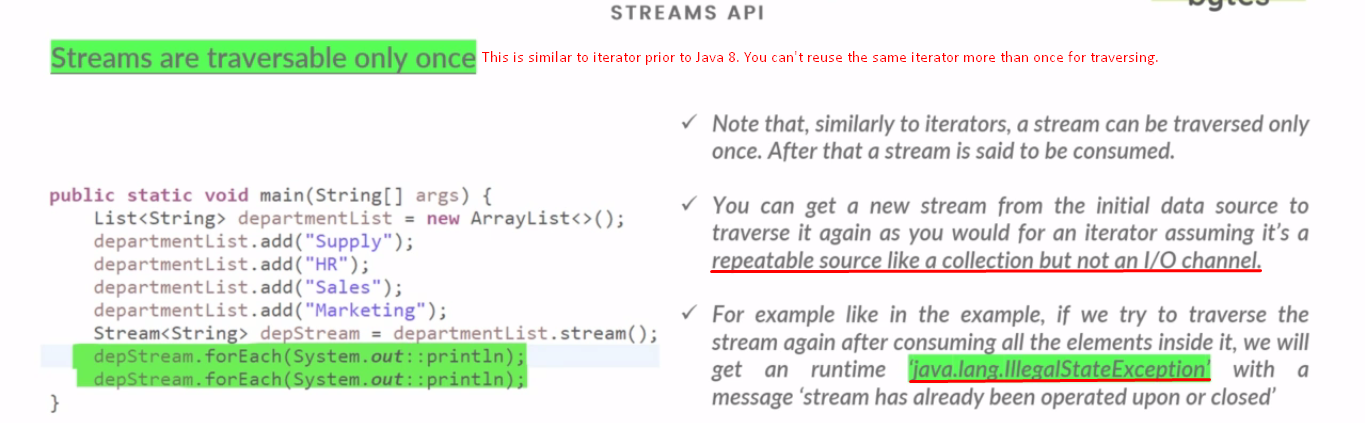 STREAMS API
Streams are traversable only once This is similar to iterator prior to Java 8. You can't reuse the same iterator more than once for traversing.
public static void main(String[] args) {
List<String> departmentList = new ArrayList<>();
departmentList.add("Supply");
departmentList.add("HR");
departmentList.add("Sales");
departmentList.add("Marketing");
Stream<String> depStream = departmentList.stream();
depStream.forEach(System.out::println);
depStream.forEach(System.out::println);
}
✓ Note that, similarly to iterators, a stream can be traversed only
once. After that a stream is said to be consumed.
✓ You can get a new stream from the initial data source to
traverse it again as you would for an iterator assuming it's a
repeatable source like a collection but not an I/O channel.
✓ For example like in the example, if we try to traverse the
stream again after consuming all the elements inside it, we will
get an runtime 'java.lang.IllegalStateException' with a
message 'stream has already been operated upon or closed'